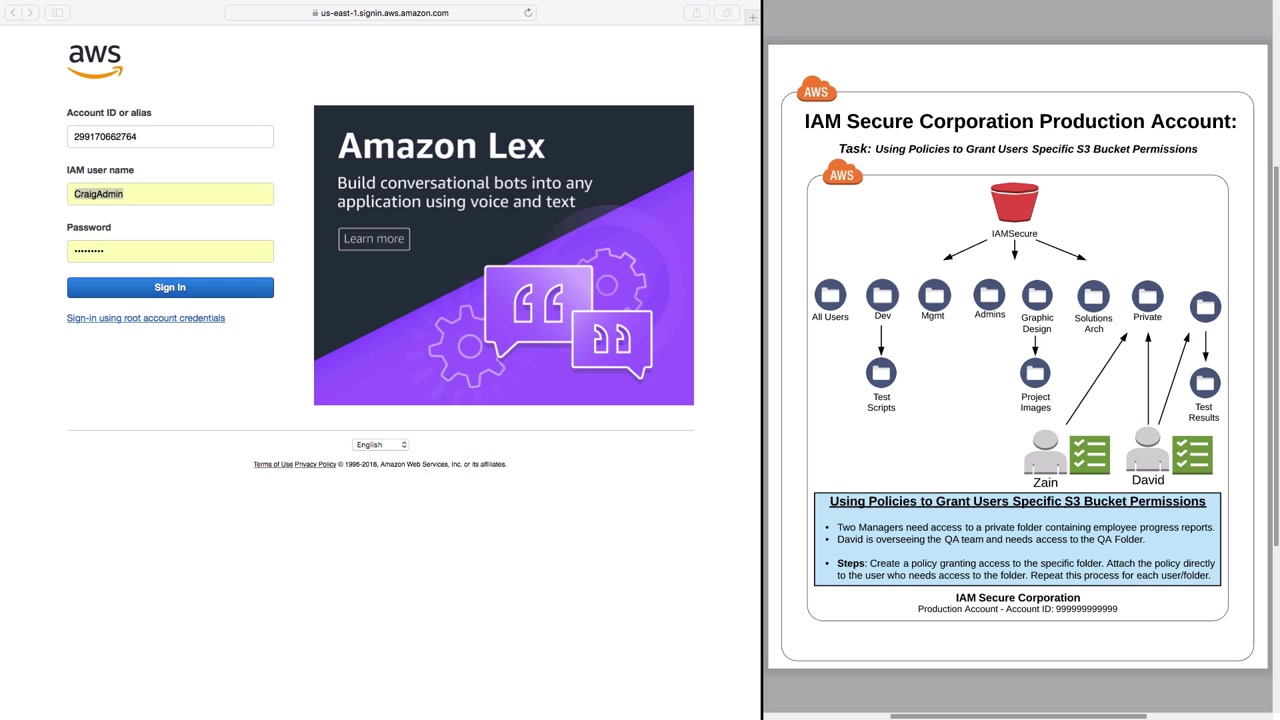 us-east-1.signin.aws.amazon.com
aws
Account ID or alias
299170662764
IAM user name
CraigAdmin
Password
•••••••••
Sign In
Sign-in using root account credentials
Amazon Lex
Build conversational bots into any
application using voice and text
Learn more
English
Terms of Use Privacy Policy © 1996-2018, Amazon Web Services, Inc. or its affiliates.
AWS
IAM Secure Corporation Production Account:
Task: Using Policies to Grant Users Specific S3 Bucket Permissions
AWS
IAMSecure
All Users
Dev
Mgmt
Admins
Graphic
Design
Solutions
Arch
Private
Test
Scripts
Project
Images
Test
Results
Zain
David
Using Policies to Grant Users Specific S3 Bucket Permissions
• Two Managers need access to a private folder containing employee progress reports.
• David is overseeing the QA team and needs access to the QA Folder.
• Steps: Create a policy granting access to the specific folder. Attach the policy directly
to the user who needs access to the folder. Repeat this process for each user/folder.
IAM Secure Corporation
Production Account - Account ID: 999999999999